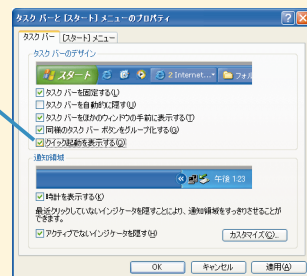 タスク バーと [スタート] メニューのプロパティ
タスク バー [スタート] メニュー
タスク バーのデザイン
スタート 2 Internet...
タスク バーを固定する(L)
タスク バーを自動的に隠す(U)
タスク バーをほかのウィンドウの手前に表示する(T)
同様のタスク バー ボタンをグループ化する(G)
クイック起動を表示する(Q)
通知領域
午後 1:23
時計を表示する(K)
最近クリックしていないインジケータを隠すことにより、通知領域をすっきりさせることが
できます。
アクティブでないインジケータを隠す(H) カスタマイズ(C)...
OK キャンセル 適用(A)